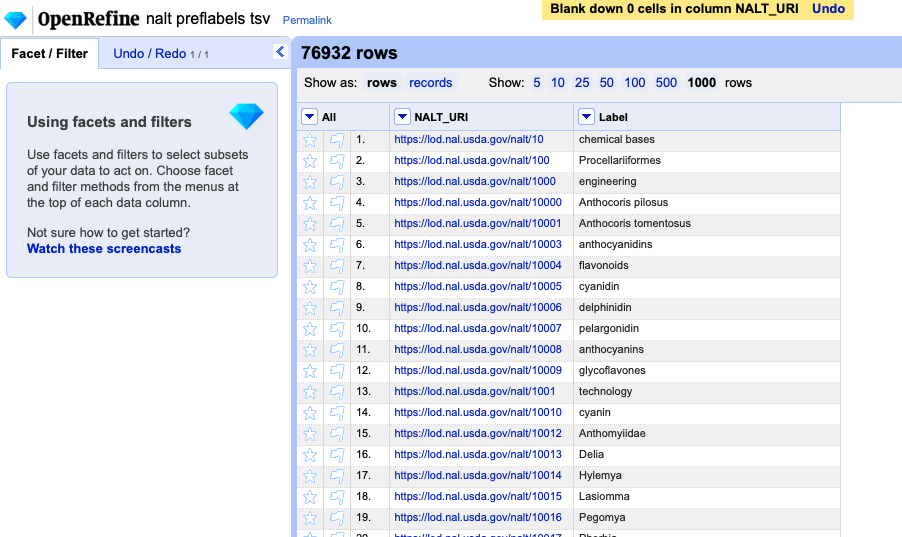 OpenRefine nalt preflabels tsv Permalink
Blank down 0 cells in column NALT_URI Undo
Facet / Filter Undo / Redo 1 / 1
Using facets and filters
Use facets and filters to select subsets
of your data to act on. Choose facet
and filter methods from the menus at
the top of each data column.
Not sure how to get started?
Watch these screencasts
76932 rows
Show as: rows records Show: 5 10 25 50 100 500 1000 rows
All NALT_URI Label
1. https://lod.nal.usda.gov/nalt/10 chemical bases
2. https://lod.nal.usda.gov/nalt/100 Procellariiformes
3. https://lod.nal.usda.gov/nalt/1000 engineering
4. https://lod.nal.usda.gov/nalt/10000 Anthocoris pilosus
5. https://lod.nal.usda.gov/nalt/10001 Anthocoris tomentosus
6. https://lod.nal.usda.gov/nalt/10003 anthocyanidins
7. https://lod.nal.usda.gov/nalt/10004 flavonoids
8. https://lod.nal.usda.gov/nalt/10005 cyanidin
9. https://lod.nal.usda.gov/nalt/10006 delphinidin
10. https://lod.nal.usda.gov/nalt/10007 pelargonidin
11. https://lod.nal.usda.gov/nalt/10008 anthocyanins
12. https://lod.nal.usda.gov/nalt/10009 glycoflavones
13. https://lod.nal.usda.gov/nalt/1001 technology
14. https://lod.nal.usda.gov/nalt/10010 cyanin
15. https://lod.nal.usda.gov/nalt/10012 Anthomyiidae
16. https://lod.nal.usda.gov/nalt/10013 Delia
17. https://lod.nal.usda.gov/nalt/10014 Hylemya
18. https://lod.nal.usda.gov/nalt/10015 Lasiomma
19. https://lod.nal.usda.gov/nalt/10016 Pegomya